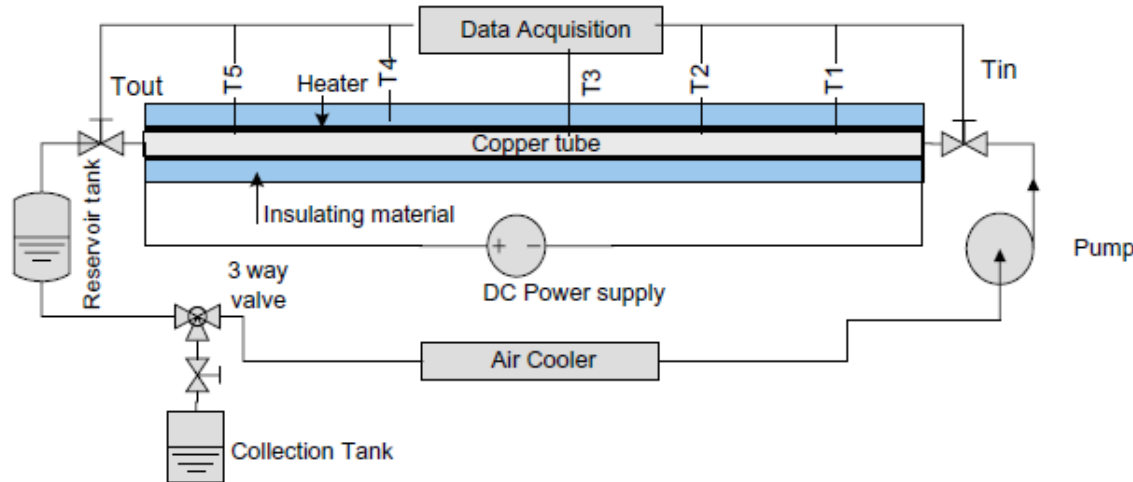 Data Acquisition
Tout
T5
Heater
T4
T3
T2
T1
Tin
Copper tube
Reservoir tank
Insulating material
+ −
DC Power supply
Pump
3 way
valve
Air Cooler
Collection Tank